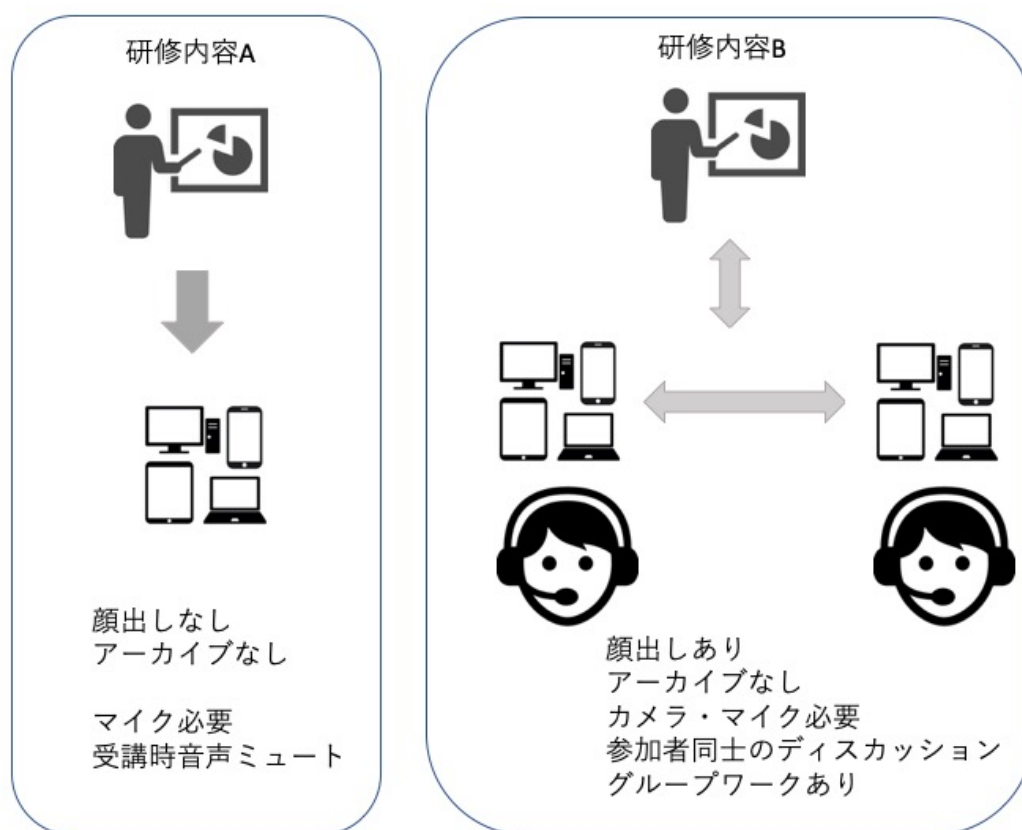 研修内容A
顔出しなし
アーカイブなし
マイク必要
受講時音声ミュート
研修内容B
顔出しあり
アーカイブなし
カメラ・マイク必要
参加者同士のディスカッション
グループワークあり